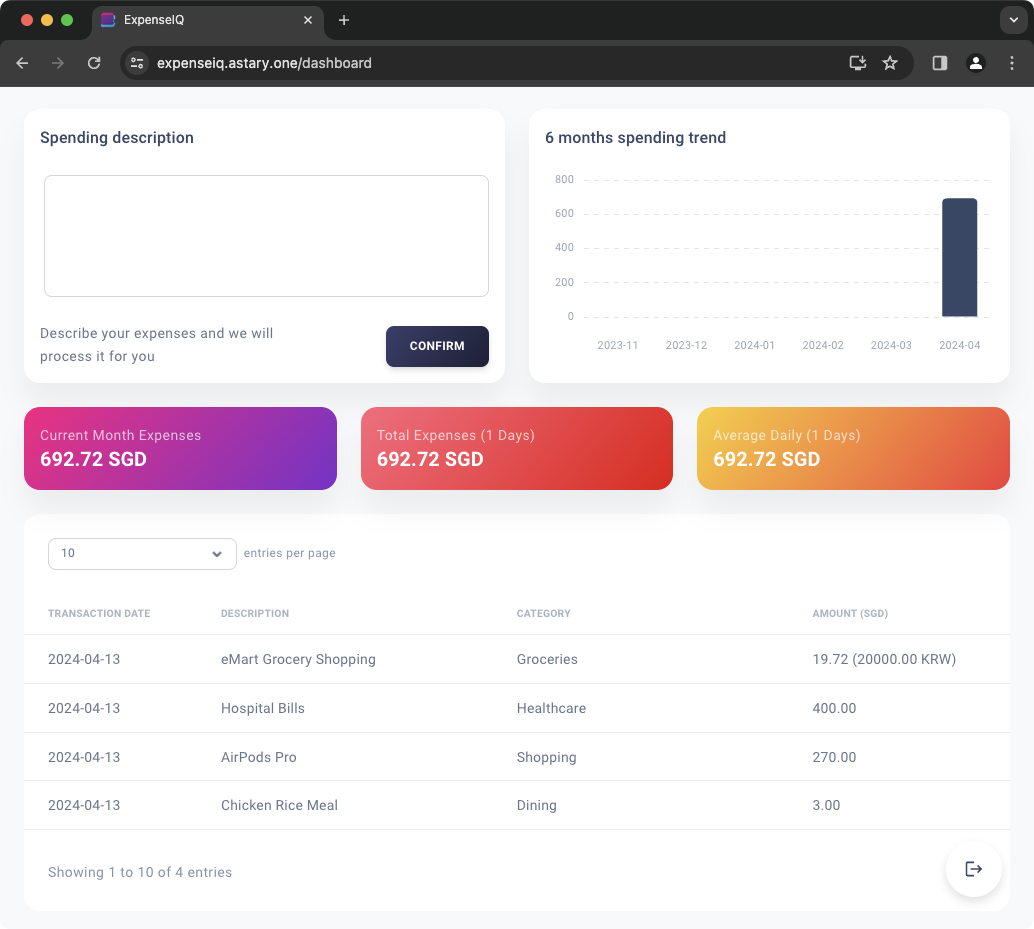 ExpenseIQ
expenseiq.astary.one/dashboard
Spending description
Describe your expenses and we will
process it for you
CONFIRM
6 months spending trend
800
600
400
200
0
2023-11 2023-12 2024-01 2024-02 2024-03 2024-04
Current Month Expenses
692.72 SGD
Total Expenses (1 Days)
692.72 SGD
Average Daily (1 Days)
692.72 SGD
10 entries per page
TRANSACTION DATE DESCRIPTION CATEGORY AMOUNT (SGD)
2024-04-13 eMart Grocery Shopping Groceries 19.72 (20000.00 KRW)
2024-04-13 Hospital Bills Healthcare 400.00
2024-04-13 AirPods Pro Shopping 270.00
2024-04-13 Chicken Rice Meal Dining 3.00
Showing 1 to 10 of 4 entries